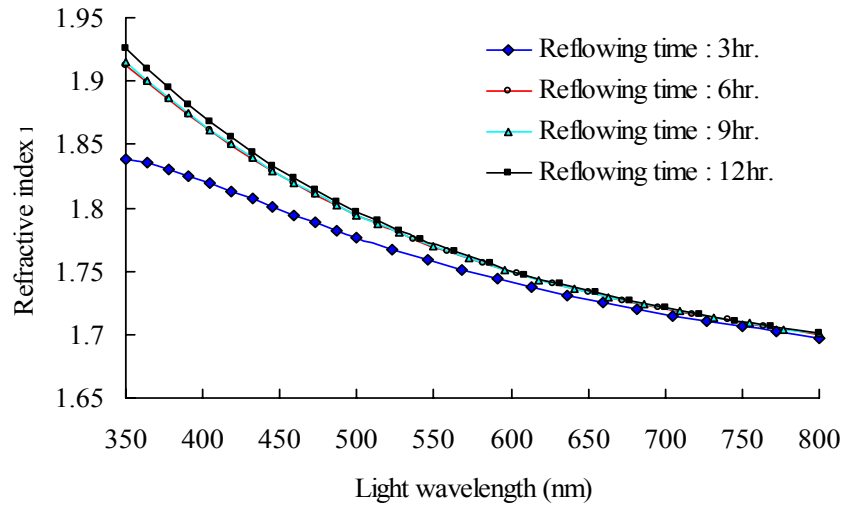 1.95
1.9
1.85
1.8
1.75
1.7
1.65
Refractive index 1
350 400 450 500 550 600 650 700 750 800
Light wavelength (nm)
Reflowing time : 3hr.
Reflowing time : 6hr.
Reflowing time : 9hr.
Reflowing time : 12hr.